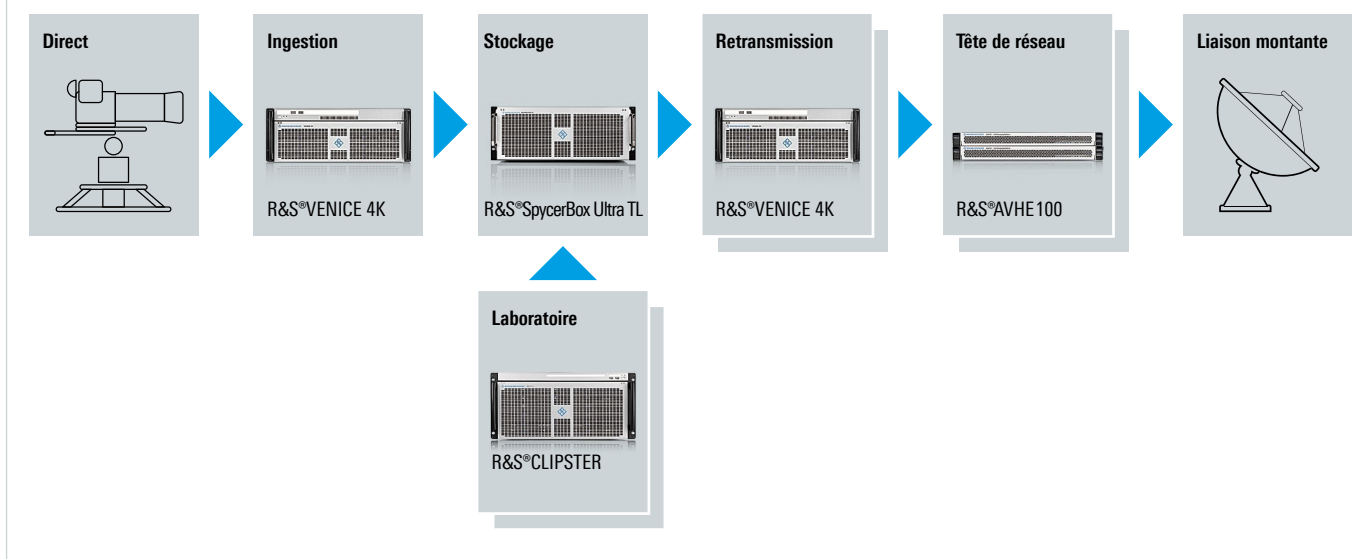 Direct
Ingestion
Stockage
Retransmission
Tête de réseau
Liaison montante
R&S®VENICE 4K
R&S®SpycerBox Ultra TL
R&S®VENICE 4K
R&S®AVHE100
Laboratoire
R&S®CLIPSTER